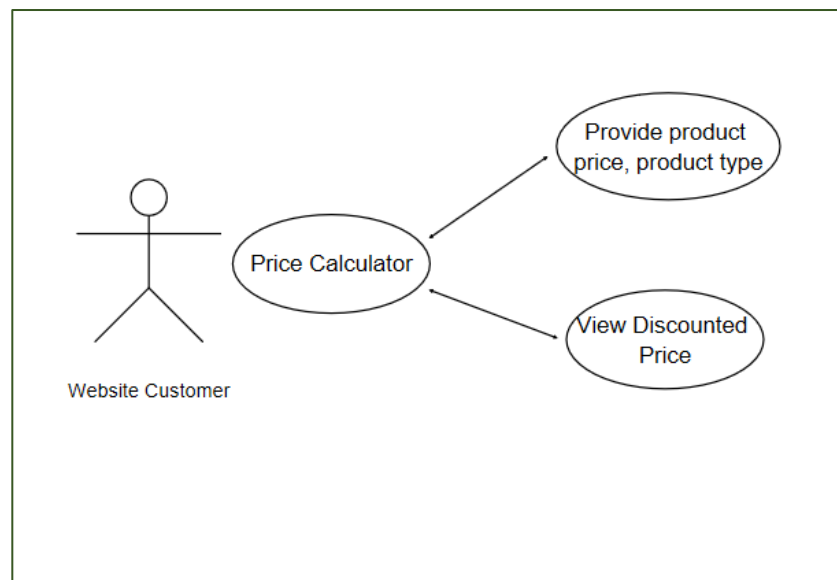 Provide product
price, product type
Price Calculator
View Discounted
Price
Website Customer